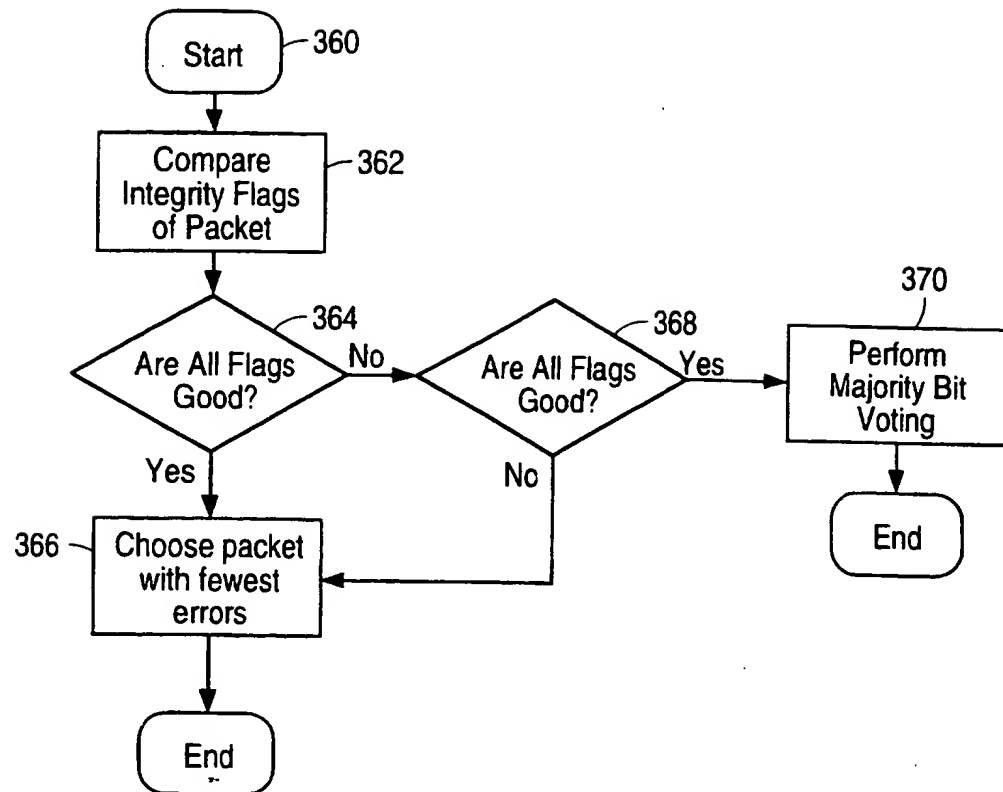 Start
360
Compare
Integrity Flags
of Packet
362
Are All Flags
Good?
364
No
Are All Flags
Good?
368
Yes
Perform
Majority Bit
Voting
370
Yes
No
366
Choose packet
with fewest
errors
End
End